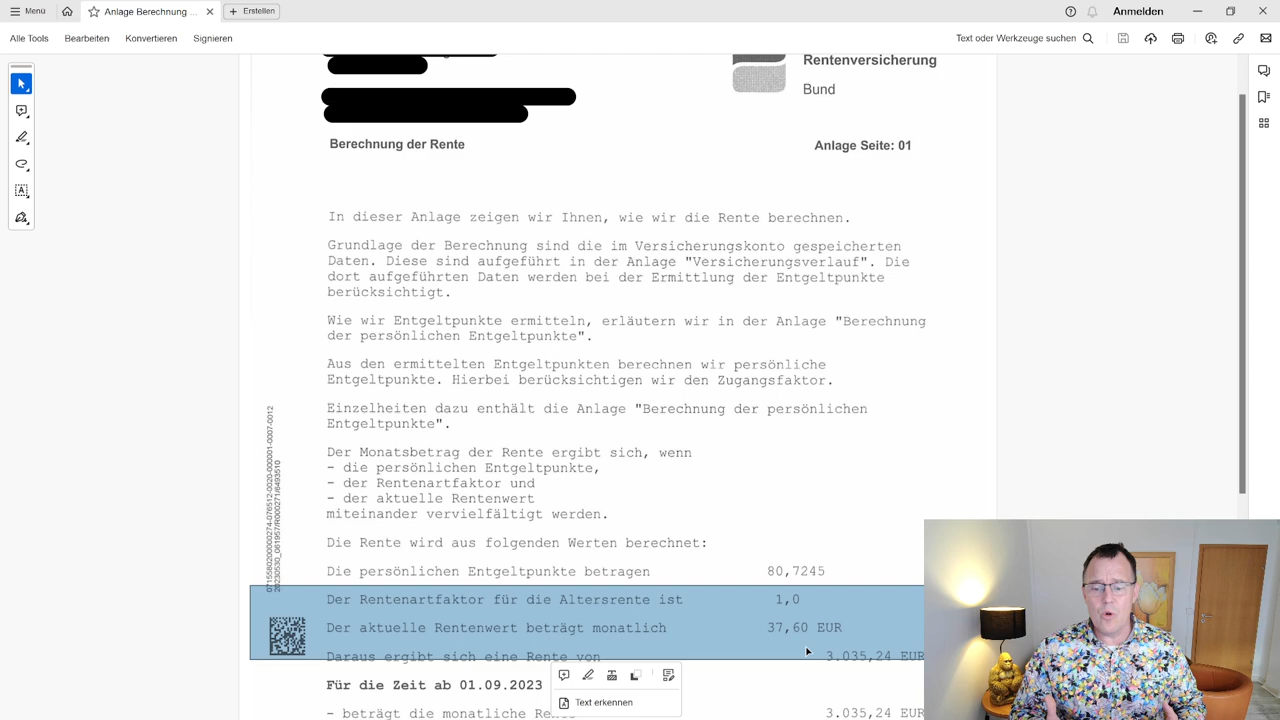 Menü
Anlage Berechnung ...
Erstellen
Anmelden
Alle Tools
Bearbeiten
Konvertieren
Signieren
Text oder Werkzeuge suchen
Rentenversicherung
Bund
Berechnung der Rente
Anlage Seite: 01
In dieser Anlage zeigen wir Ihnen, wie wir die Rente berechnen.
Grundlage der Berechnung sind die im Versicherungskonto gespeicherten
Daten. Diese sind aufgeführt in der Anlage "Versicherungsverlauf". Die
dort aufgeführten Daten werden bei der Ermittlung der Entgeltpunkte
berücksichtigt.
Wie wir Entgeltpunkte ermitteln, erläutern wir in der Anlage "Berechnung
der persönlichen Entgeltpunkte".
Aus den ermittelten Entgeltpunkten berechnen wir persönliche
Entgeltpunkte. Hierbei berücksichtigen wir den Zugangsfaktor.
Einzelheiten dazu enthält die Anlage "Berechnung der persönlichen
Entgeltpunkte".
Der Monatsbetrag der Rente ergibt sich, wenn
- die persönlichen Entgeltpunkte,
- der Rentenartfaktor und
- der aktuelle Rentenwert
miteinander vervielfältigt werden.
Die Rente wird aus folgenden Werten berechnet:
Die persönlichen Entgeltpunkte betragen 80,7245
Der Rentenartfaktor für die Altersrente ist 1,0
Der aktuelle Rentenwert beträgt monatlich 37,60 EUR
Daraus ergibt sich eine Rente von 3.035,24 EUR
Für die Zeit ab 01.09.2023
- beträgt die monatliche Rente 3.035,24 EUR
Text erkennen